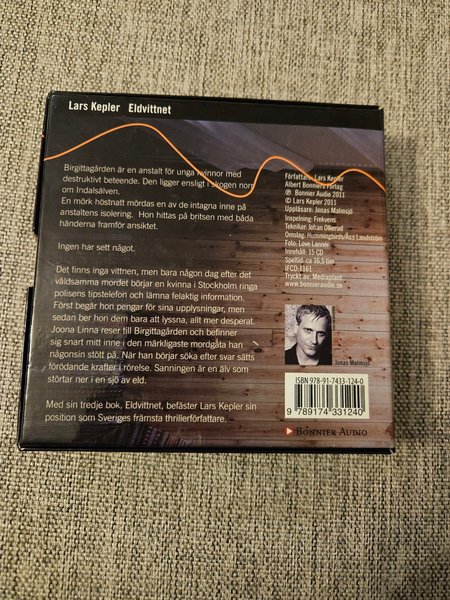 Lars Kepler Eldvittnet
Birgittagården är en anstalt för unga kvinnor med
destruktivt beteende. Den ligger ensligt i skogen norr
om Indalsälven.
En mörk höstnatt mördas en av de intagna inne på
anstaltens isolering. Hon hittas på britsen med båda
händerna framför ansiktet.
Ingen har sett något.
Det finns inga vittnen, men bara någon dag efter det
våldsamma mordet börjar en kvinna i Stockholm ringa
polisens tipstelefon och lämna felaktig information.
Först begär hon pengar för sina upplysningar, men
sedan ber hon dem bara att lyssna, allt mer desperat.
Joona Linna reser till Birgittagården och befinner
sig snart mitt inne i den märkligaste mordgåta han
någonsin stött på. När han börjar söka efter svar sätts
förödande krafter i rörelse. Sanningen är en älv som
störtar ner i en sjö av eld.
Med sin tredje bok, Eldvittnet, befäster Lars Kepler sin
position som Sveriges främsta thrillerförfattare.
Författare: Lars Kepler
Albert Bonniers Förlag
℗ Bonnier Audio 2011
© Lars Kepler 2011
Uppläsare: Jonas Malmsjö
Inspelning: Frekvens
Tekniker: Johan Olkerud
Omslag: Hummingbirds/Åsa Landström
Foto: Love Lannér
Innehåll: 15 CD
Speltid: ca 16,5 tim
JFCD:1161
Tryckt av: Mediaplant
www.bonnieraudio.se
Jonas Malmsjö
ISBN 978-91-7433-124-0
9 789174 331240
BONNIER AUDIO